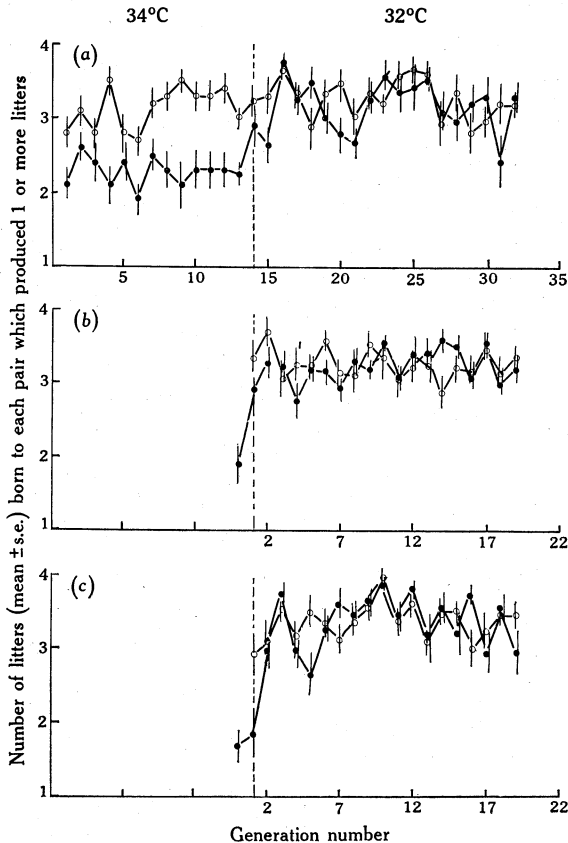 34°C 32°C
(a)
4
3
2
1
5 10 15 20 25 30 35
(b)
4
3
2
1
2 7 12 17 22
(c)
4
3
2
1
2 7 12 17 22
Generation number
Number of litters (mean ± s.e.) born to each pair which produced 1 or more litters